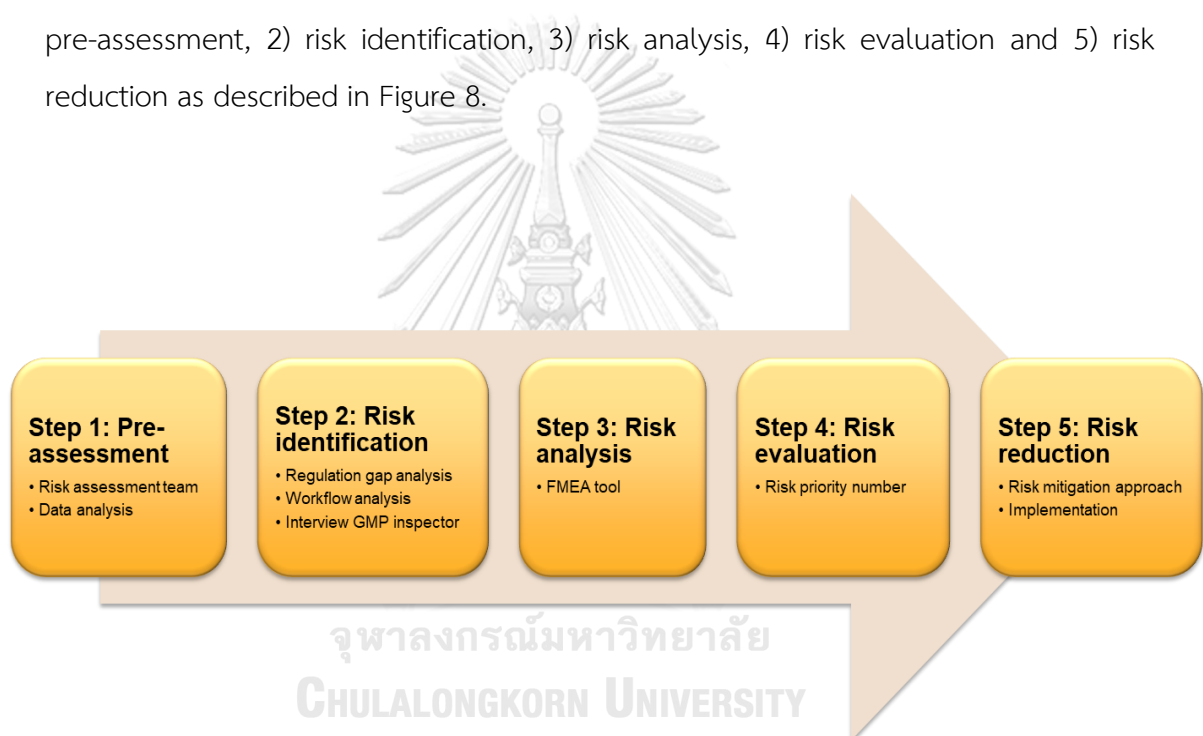 pre-assessment, 2) risk identification, 3) risk analysis, 4) risk evaluation and 5) risk
reduction as described in Figure 8.
Step 1: Pre-
assessment
• Risk assessment team
• Data analysis
Step 2: Risk
identification
• Regulation gap analysis
• Workflow analysis
• Interview GMP inspector
Step 3: Risk
analysis
• FMEA tool
Step 4: Risk
evaluation
• Risk priority number
Step 5: Risk
reduction
• Risk mitigation approach
• Implementation
จุฬาลงกรณ์มหาวิทยาลัย
CHULALONGKORN UNIVERSITY